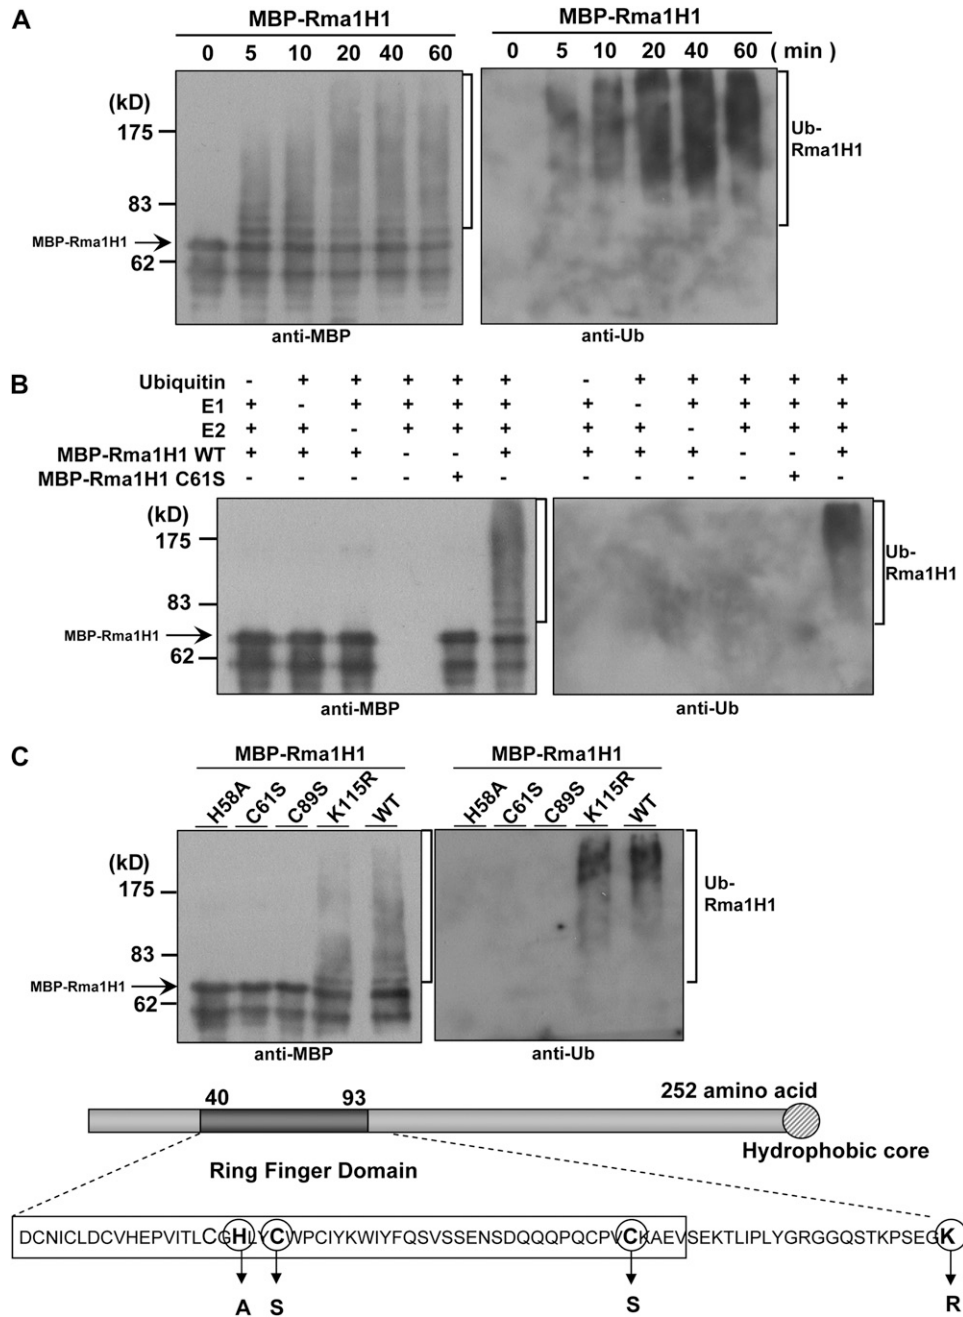 A
MBP-Rma1H1 MBP-Rma1H1
0 5 10 20 40 60 0 5 10 20 40 60 ( min )
(kD)
175
Ub-
Rma1H1
83
MBP-Rma1H1
62
anti-MBP anti-Ub
B
Ubiquitin - + + + + + - + + + + +
E1 + - + + + + + - + + + +
E2 + + - + + + + + - + + +
MBP-Rma1H1 WT + + + - - + + + + - - +
MBP-Rma1H1 C61S - - - - + - - - - - + -
(kD)
175
Ub-
Rma1H1
83
MBP-Rma1H1
62
anti-MBP anti-Ub
C
MBP-Rma1H1 MBP-Rma1H1
H58A C61S C89S K115R WT H58A C61S C89S K115R WT
(kD)
175
Ub-
Rma1H1
83
MBP-Rma1H1
62
anti-MBP anti-Ub
40 93 252 amino acid
Hydrophobic core
Ring Finger Domain
DCNICLDCVHEPVITLCGHLYCWPCIYKWIYFQSVSSENSDQQQPQCPVCKAEVSEKTLIPLYGRGGQSTKPSEGK
A S S R